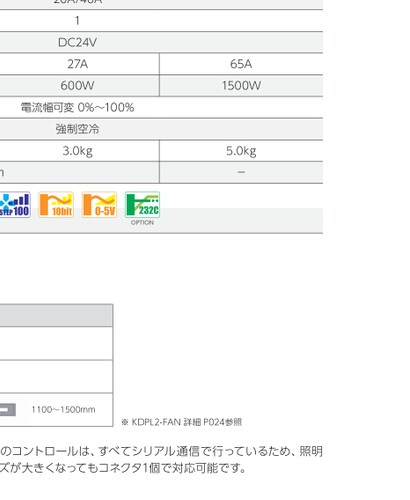 20A/40A
1
DC24V
27A 65A
600W 1500W
電流幅可変 0%～100%
強制空冷
3.0kg 5.0kg
−
STEP100 10bit 0-5V 232C
OPTION
1100～1500mm
※ KDPL2-FAN 詳細 P024参照
のコントロールは、すべてシリアル通信で行っているため、照明
ズが大きくなってもコネクタ1個で対応可能です。